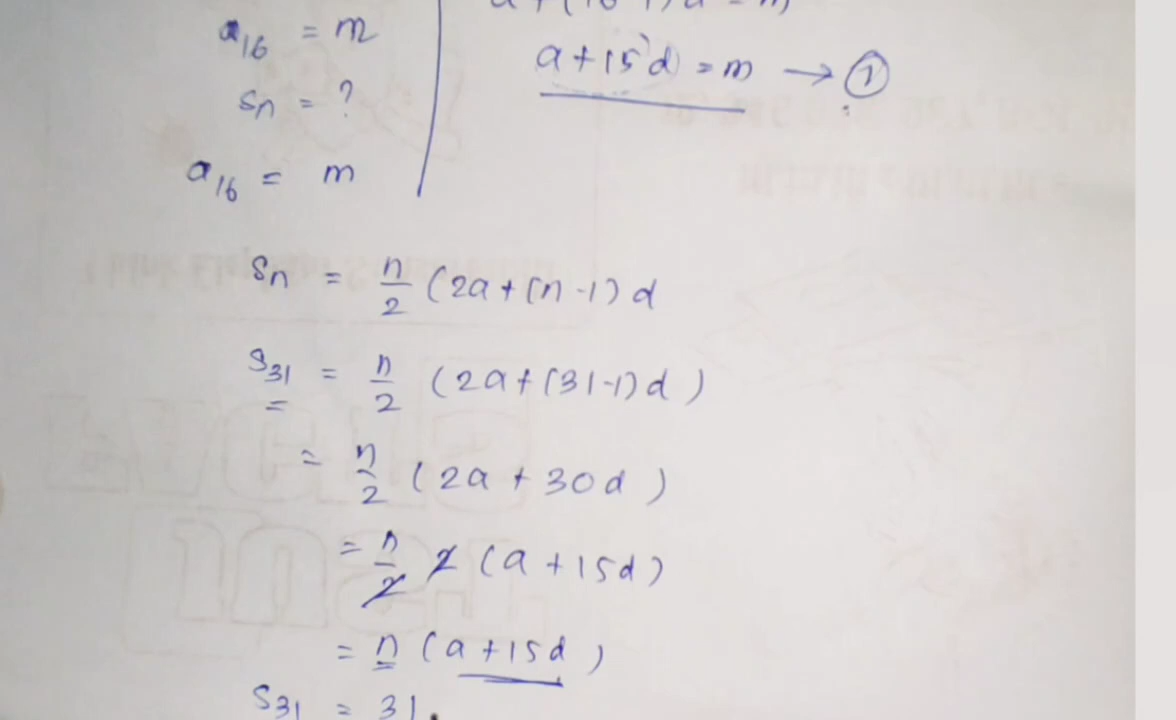 a16 = m
Sn = ?
a16 = m
a + 15d = m → ①
Sn = n/2 (2a + (n - 1) d
S31 = n/2 (2a + (31 - 1) d )
= n/2 (2a + 30d )
= n/2 2 (a + 15d)
= n (a + 15d )
S31 = 31.